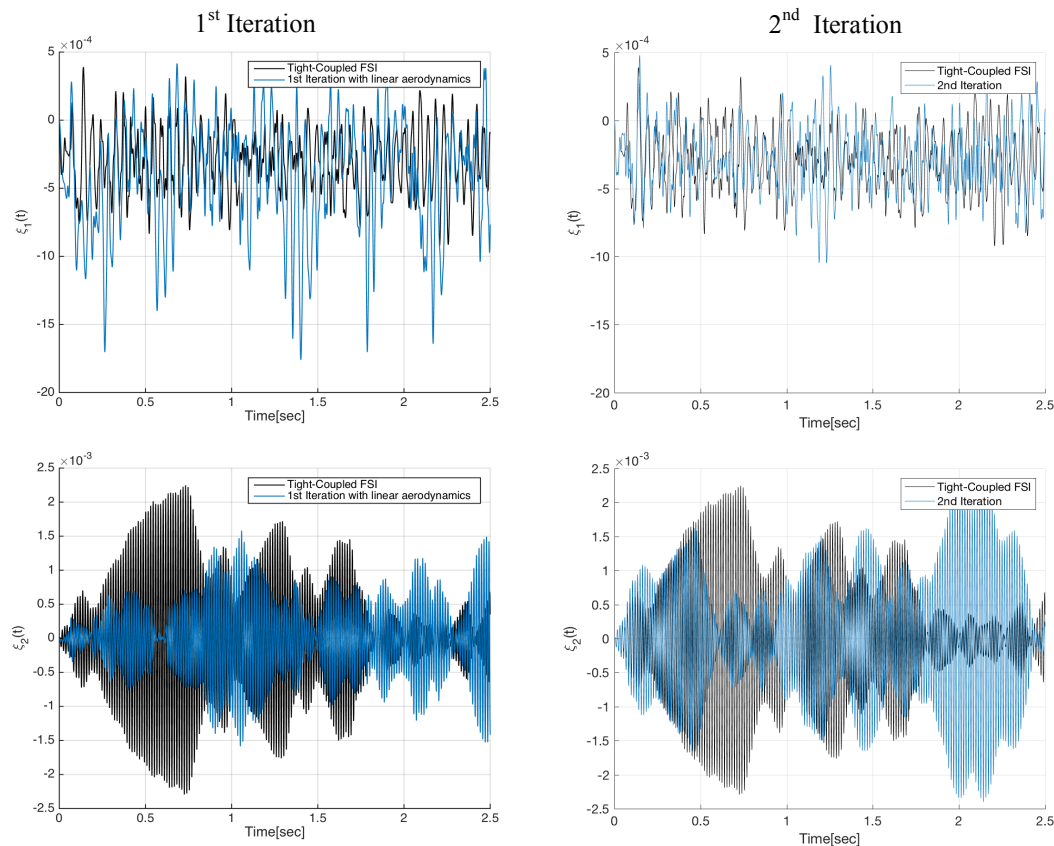 1st Iteration
2nd Iteration
×10-4
Tight-Coupled FSI
1st Iteration with linear aerodynamics
5
0
-5
-10
-15
-20
ξ1(t)
0 0.5 1 1.5 2 2.5
Time[sec]
×10-4
Tight-Coupled FSI
2nd Iteration
5
0
-5
-10
-15
-20
ξ1(t)
0 0.5 1 1.5 2 2.5
Time[sec]
×10-3
Tight-Coupled FSI
1st Iteration with linear aerodynamics
2.5
2
1.5
1
0.5
0
-0.5
-1
-1.5
-2
-2.5
ξ2(t)
0 0.5 1 1.5 2 2.5
Time[sec]
×10-3
Tight-Coupled FSI
2nd Iteration
2.5
2
1.5
1
0.5
0
-0.5
-1
-1.5
-2
-2.5
ξ2(t)
0 0.5 1 1.5 2 2.5
Time[sec]